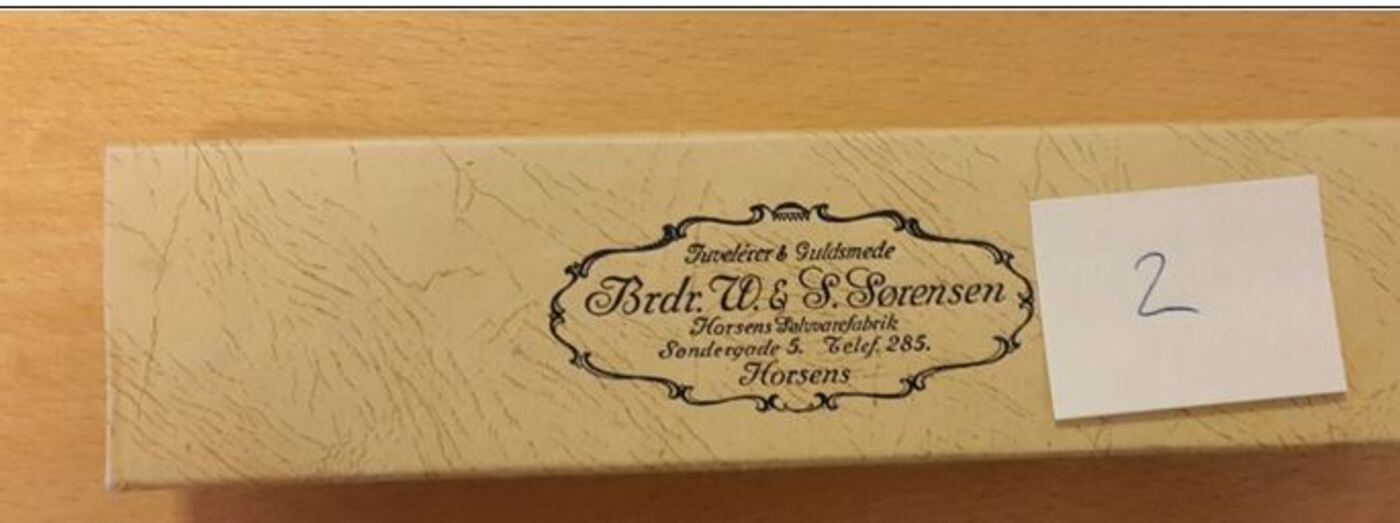 Juvelérer & Guldsmede
Brdr. W. & S. Sørensen
Horsens Sølvvarefabrik
Søndergade 5. Telef. 285.
Horsens
2